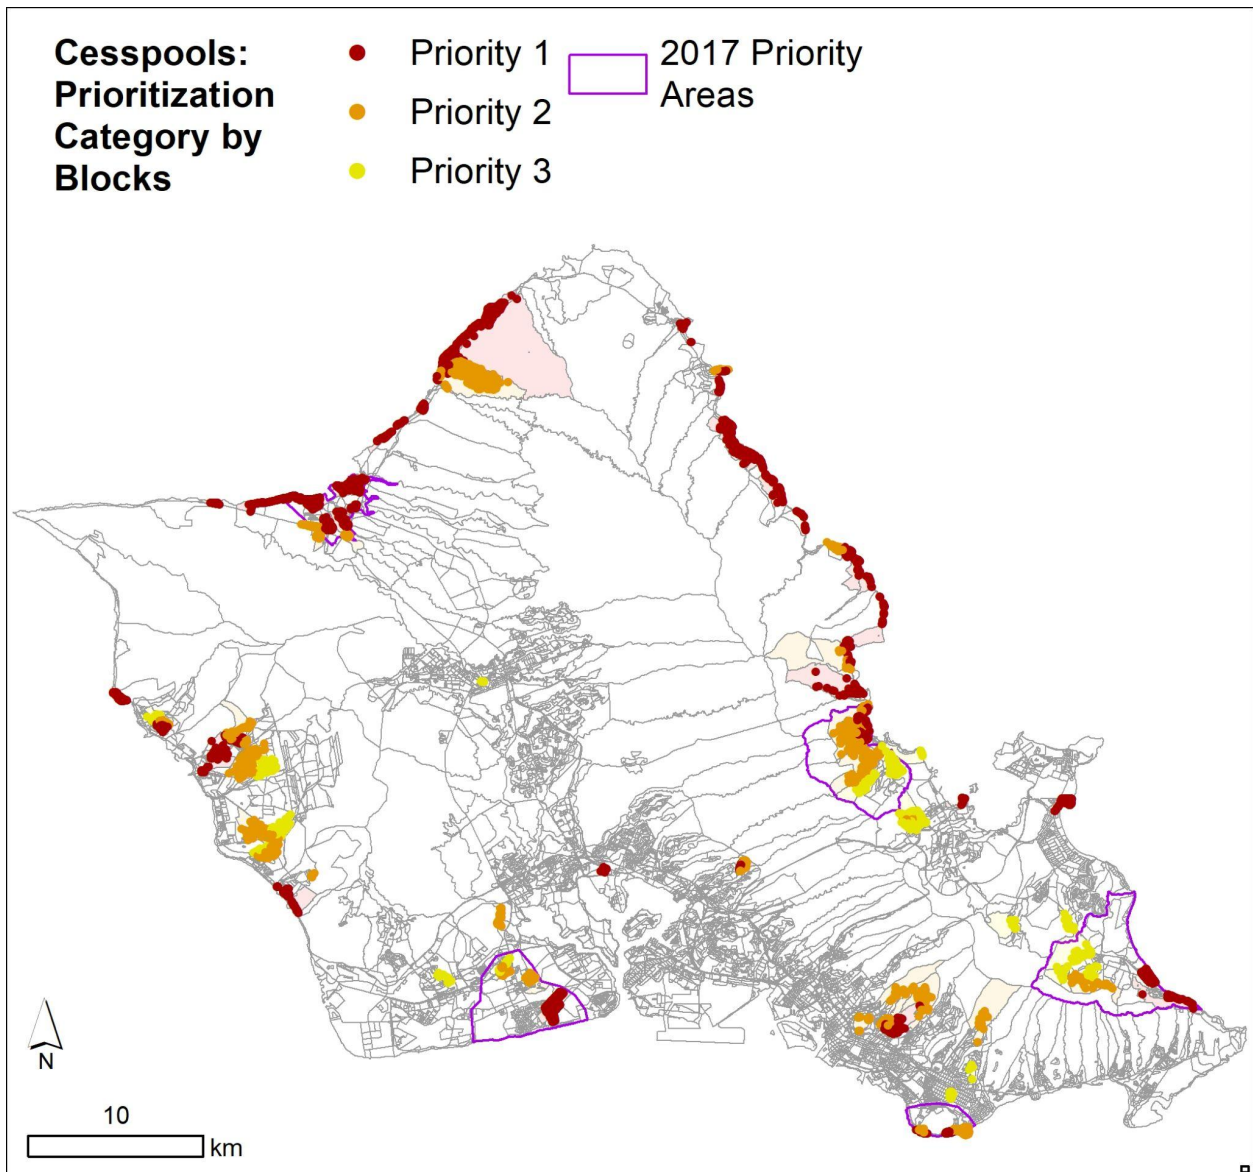 Cesspools:
Prioritization
Category by
Blocks
Priority 1
Priority 2
Priority 3
2017 Priority
Areas
N
10
km